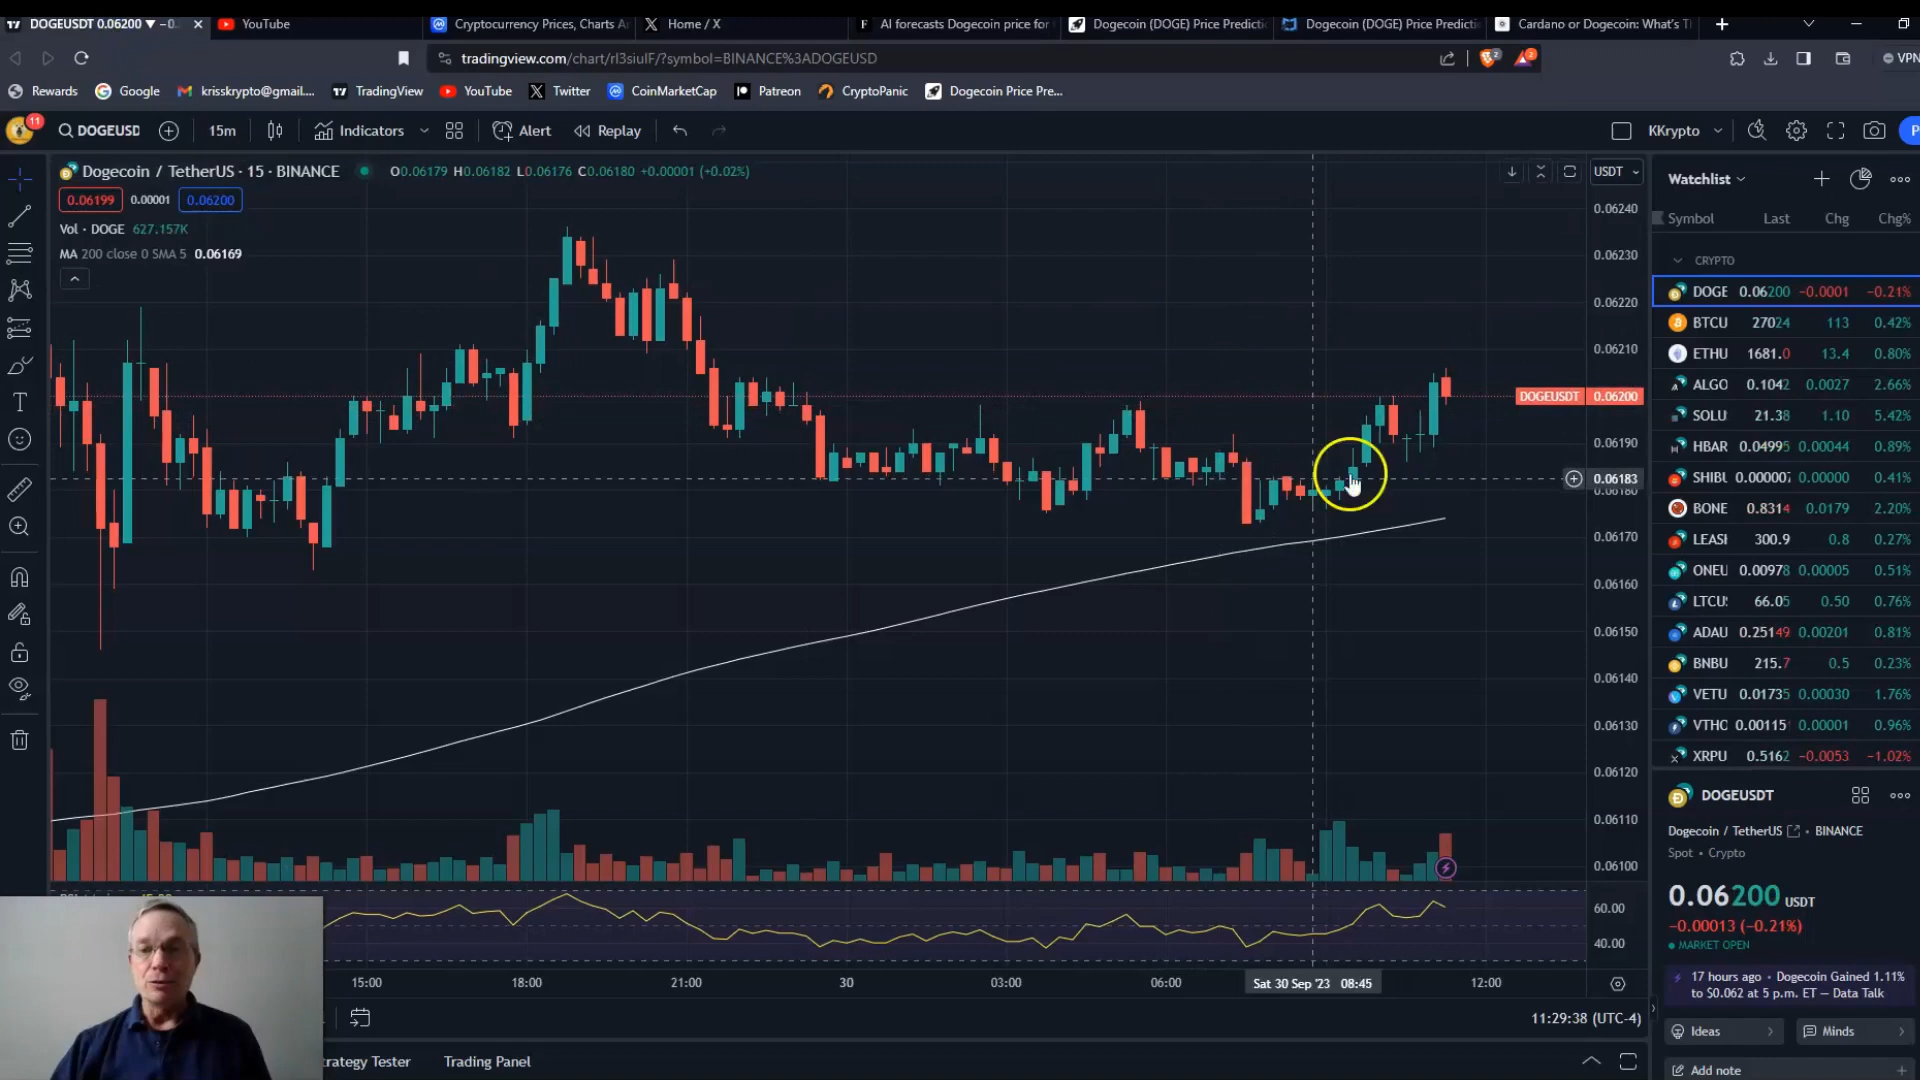 DOGEUSDT 0.06200 ▼ −0.
YouTube
Cryptocurrency Prices, Charts A
Home / X
AI forecasts Dogecoin price for
Dogecoin (DOGE) Price Predicti
Dogecoin (DOGE) Price Predicti
Cardano or Dogecoin: What's T
tradingview.com/chart/rl3siuIF/?symbol=BINANCE%3ADOGEUSD
2
2
VPN
Rewards
Google
krisskrypto@gmail....
TradingView
YouTube
Twitter
CoinMarketCap
Patreon
CryptoPanic
Dogecoin Price Pre...
11
DOGEUSD
15m
Indicators
Alert
Replay
KKrypto
P
Dogecoin / TetherUS · 15 · BINANCE
O0.06179 H0.06182 L0.06176 C0.06180 +0.00001 (+0.02%)
0.06199 0.00001 0.06200
Vol · DOGE 627.157K
MA 200 close 0 SMA 5 0.06169
USDT
0.06240
0.06230
0.06220
0.06210
DOGEUSDT 0.06200
0.06190
0.06183
0.06180
0.06170
0.06160
0.06150
0.06140
0.06130
0.06120
0.06110
0.06100
60.00
40.00
15:00
18:00
21:00
30
03:00
06:00
Sat 30 Sep '23 08:45
12:00
11:29:38 (UTC-4)
trategy Tester
Trading Panel
Watchlist
Symbol Last Chg Chg%
CRYPTO
DOGE 0.06200 −0.0001 −0.21%
BTCU 27024 113 0.42%
ETHU 1681.0 13.4 0.80%
ALGO 0.1042 0.0027 2.66%
SOLU 21.38 1.10 5.42%
HBAR 0.04995 0.00044 0.89%
SHIBU 0.000007 0.00000 0.41%
BONE 0.8314 0.0179 2.20%
LEASH 300.9 0.8 0.27%
ONEU 0.00978 0.00005 0.51%
LTCU 66.05 0.50 0.76%
ADAU 0.25149 0.00201 0.81%
BNBU 215.7 0.5 0.23%
VETU 0.01735 0.00030 1.76%
VTHO 0.00115 0.00001 0.96%
XRPU 0.5162 −0.0053 −1.02%
DOGEUSDT
Dogecoin / TetherUS • BINANCE
Spot • Crypto
0.06200 USDT
−0.00013 (−0.21%)
MARKET OPEN
17 hours ago • Dogecoin Gained 1.11%
to $0.062 at 5 p.m. ET — Data Talk
Ideas
Minds
Add note